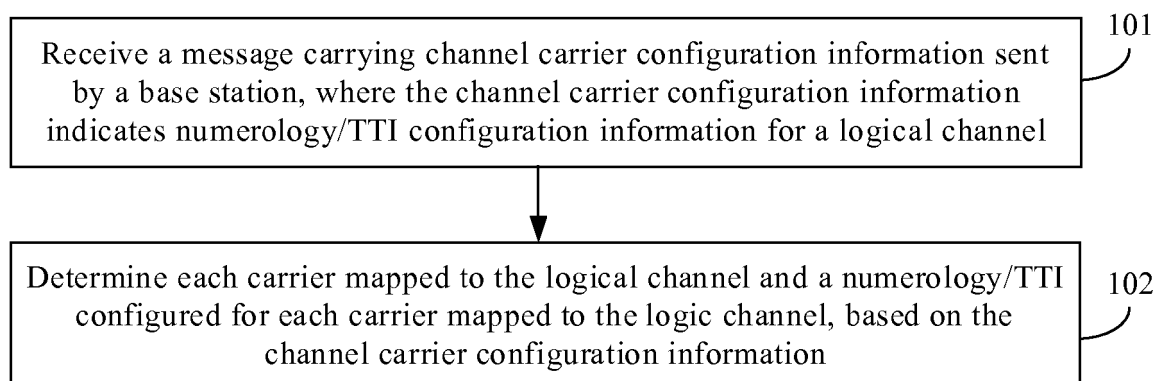 101
Receive a message carrying channel carrier configuration information sent
by a base station, where the channel carrier configuration information
indicates numerology/TTI configuration information for a logical channel
Determine each carrier mapped to the logical channel and a numerology/TTI
configured for each carrier mapped to the logic channel, based on the
channel carrier configuration information
102